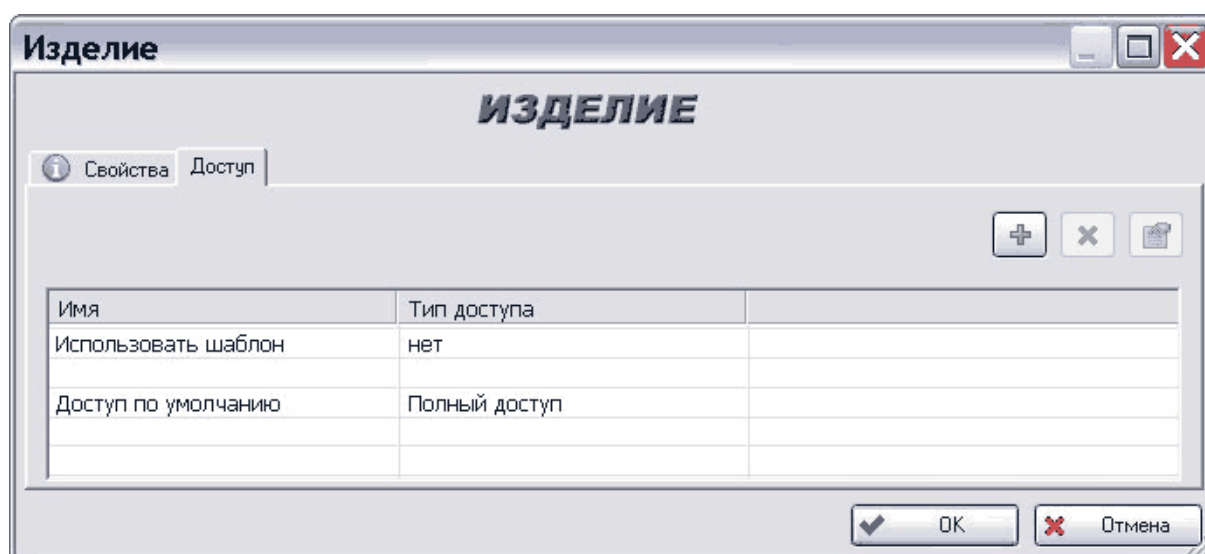 Изделие
ИЗДЕЛИЕ
Свойства Доступ
Имя Тип доступа
Использовать шаблон нет
Доступ по умолчанию Полный доступ
OK Отмена